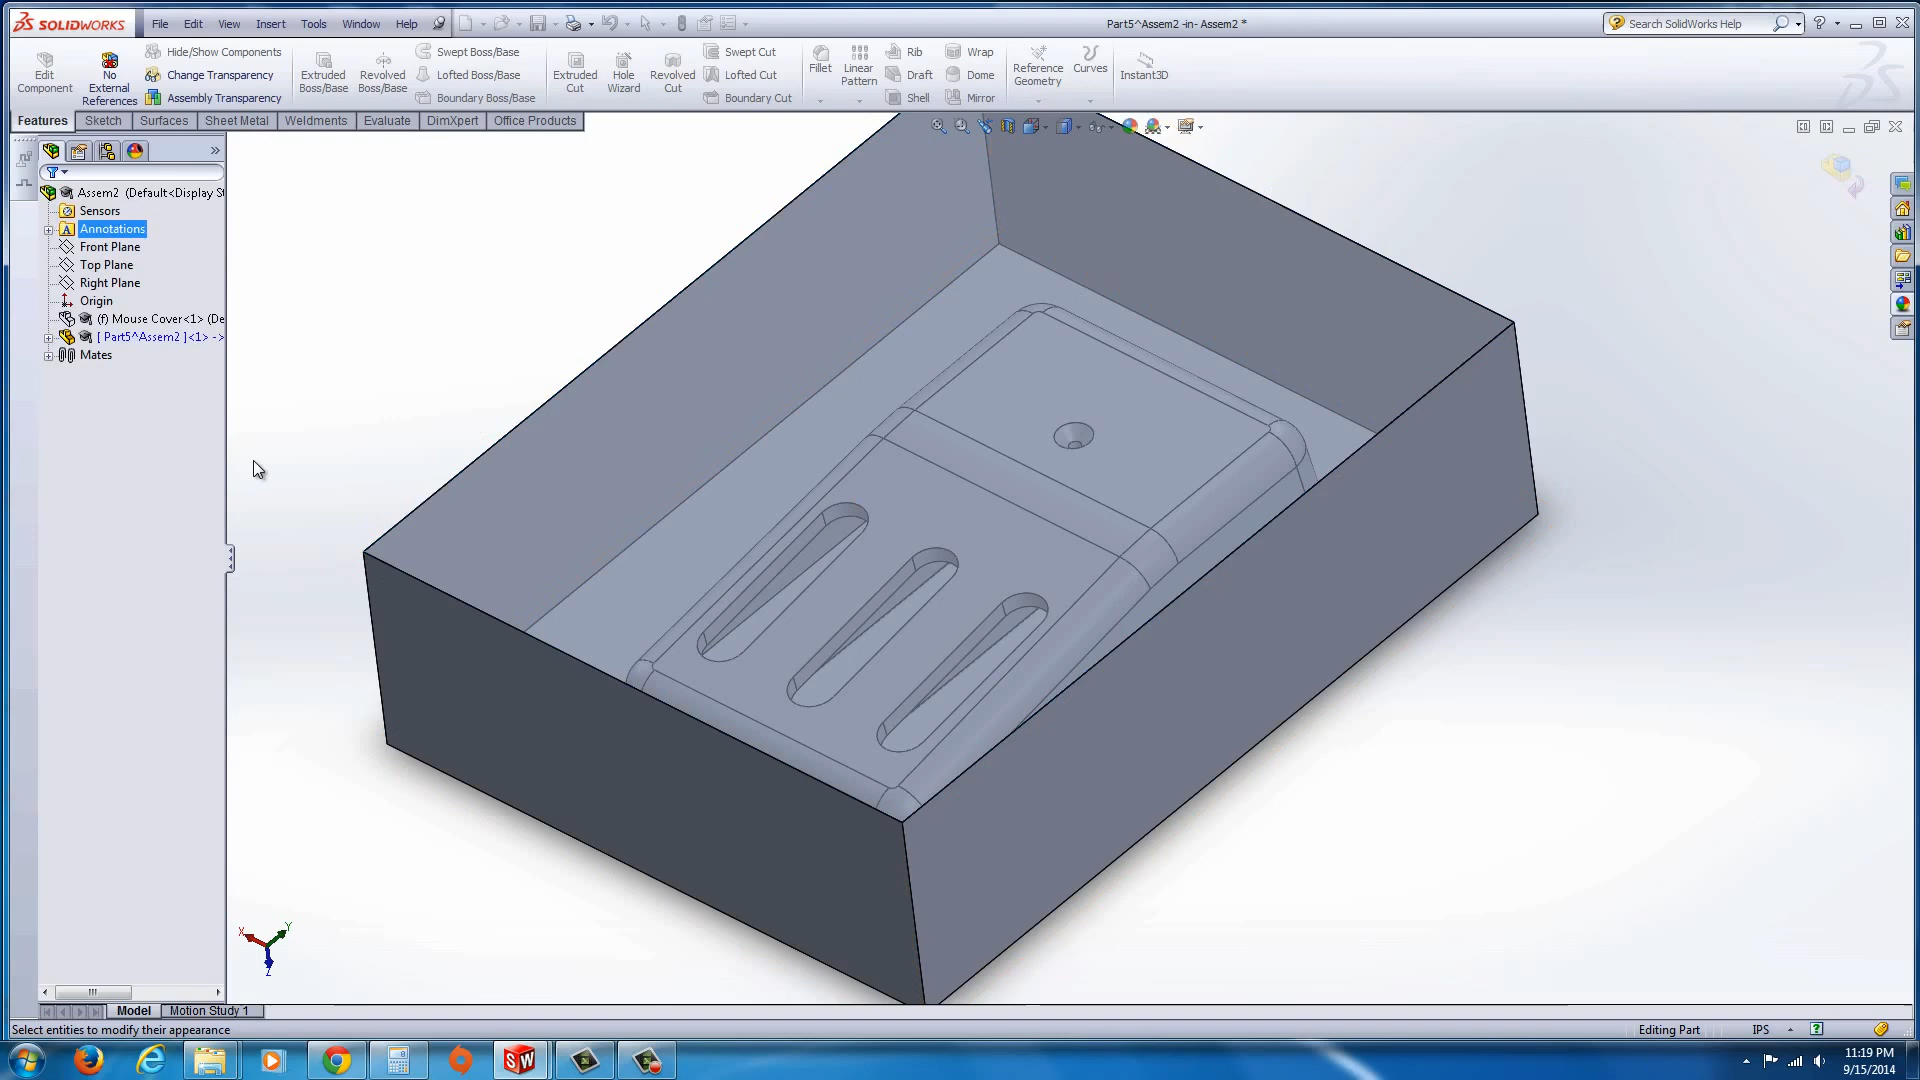 SOLIDWORKS File Edit View Insert Tools Window Help Part5^Assem2 -in- Assem2 * Search SolidWorks Help
Edit Component
No External References
Hide/Show Components
Change Transparency
Assembly Transparency
Extruded Boss/Base
Revolved Boss/Base
Swept Boss/Base
Lofted Boss/Base
Boundary Boss/Base
Extruded Cut
Hole Wizard
Revolved Cut
Swept Cut
Lofted Cut
Boundary Cut
Fillet
Linear Pattern
Rib
Draft
Shell
Wrap
Dome
Mirror
Reference Geometry
Curves
Instant3D
Features Sketch Surfaces Sheet Metal Weldments Evaluate DimXpert Office Products
Assem2 (Default<Display S
Sensors
A Annotations
Front Plane
Top Plane
Right Plane
Origin
(f) Mouse Cover<1> (De
[ Part5^Assem2 ]<1> ->
Mates
X Y
Z
Model Motion Study 1
Select entities to modify their appearance Editing Part IPS
SW
11:19 PM
9/15/2014